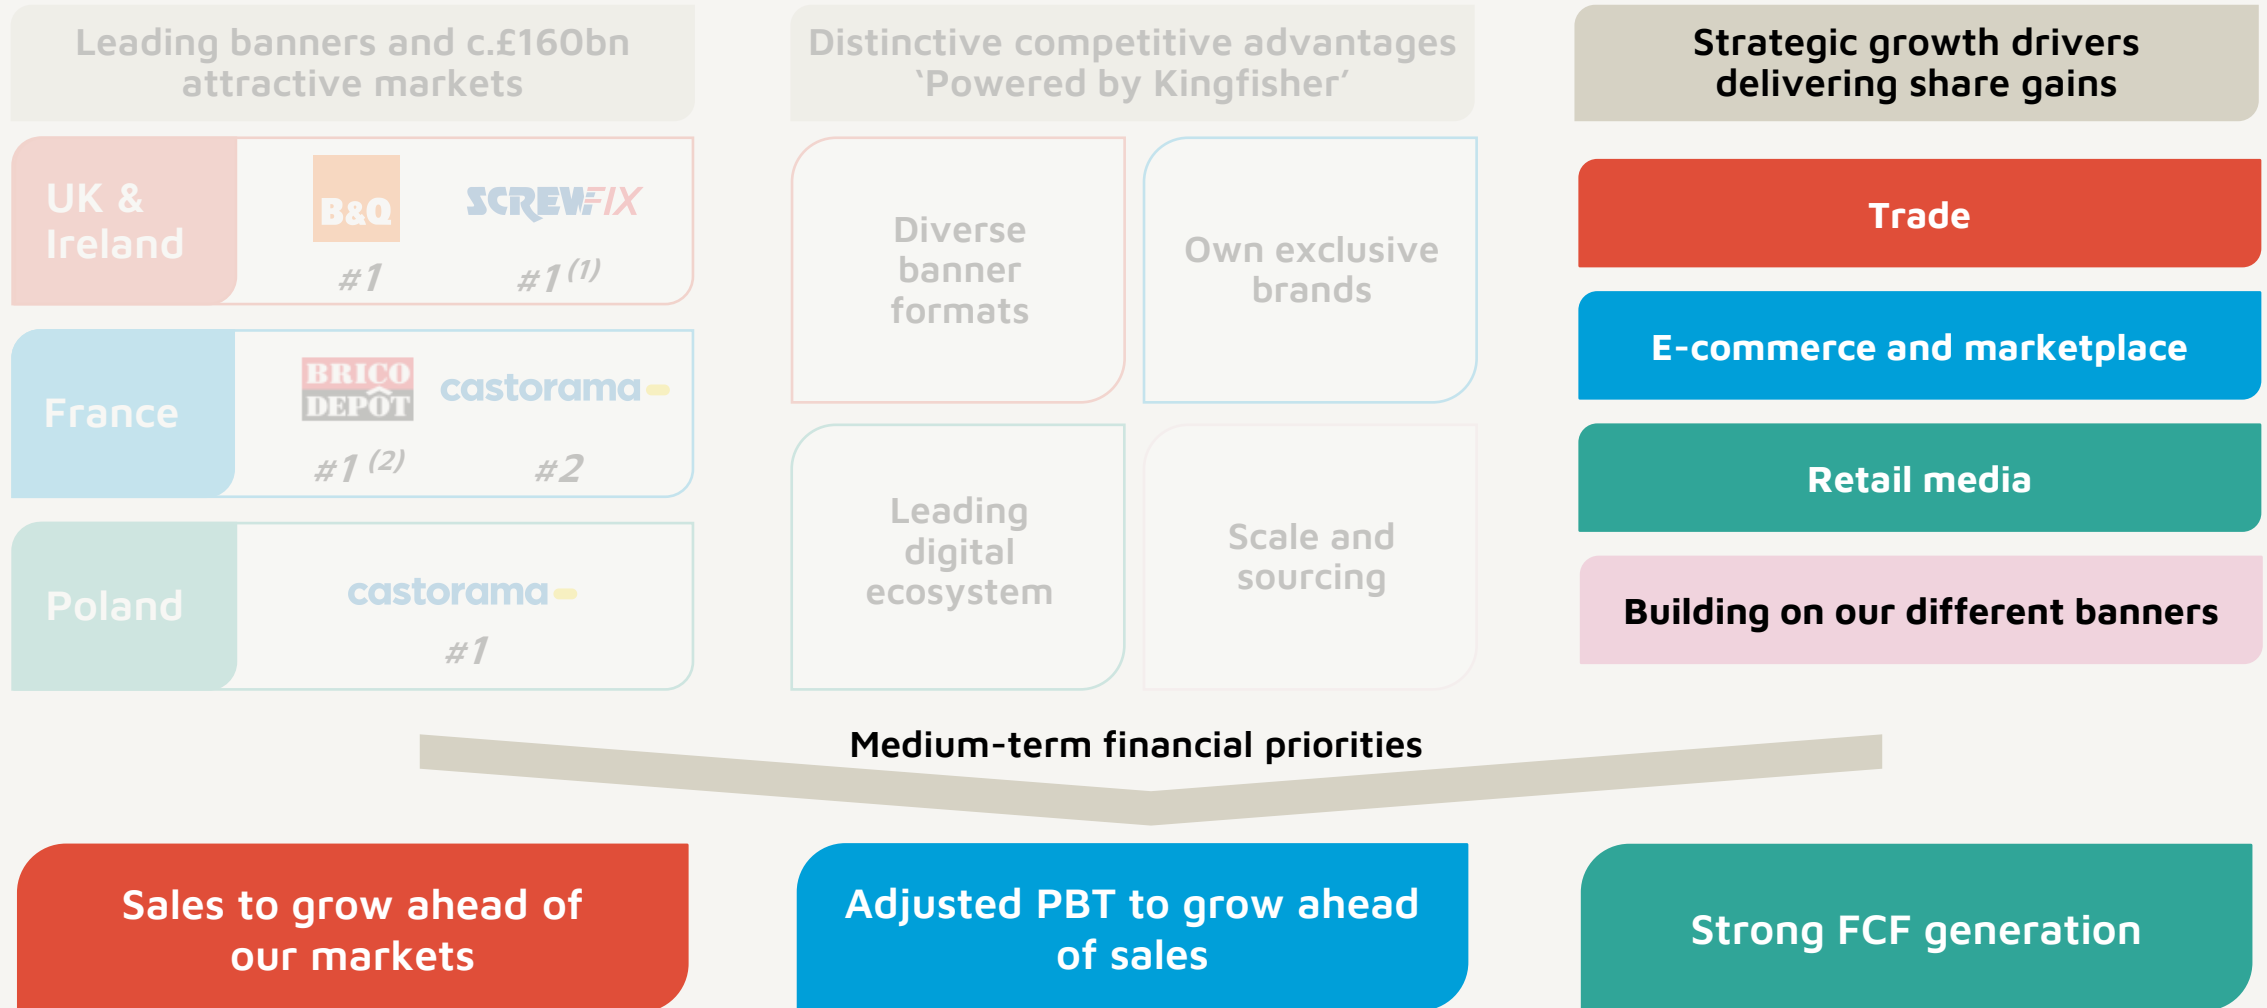 Leading banners and c.£160bn
attractive markets
UK &
Ireland
B&Q
#1
SCREWFIX
#1 (1)
France
BRICO
DEPÔT
#1 (2)
castorama
#2
Poland
castorama
#1
Distinctive competitive advantages
‘Powered by Kingfisher’
Diverse
banner
formats
Own exclusive
brands
Leading
digital
ecosystem
Scale and
sourcing
Strategic growth drivers
delivering share gains
Trade
E-commerce and marketplace
Retail media
Building on our different banners
Medium-term financial priorities
Sales to grow ahead of
our markets
Adjusted PBT to grow ahead
of sales
Strong FCF generation